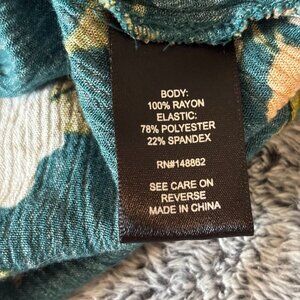 BODY:
100% RAYON
ELASTIC:
78% POLYESTER
22% SPANDEX
RN#148862
SEE CARE ON
REVERSE
MADE IN CHINA